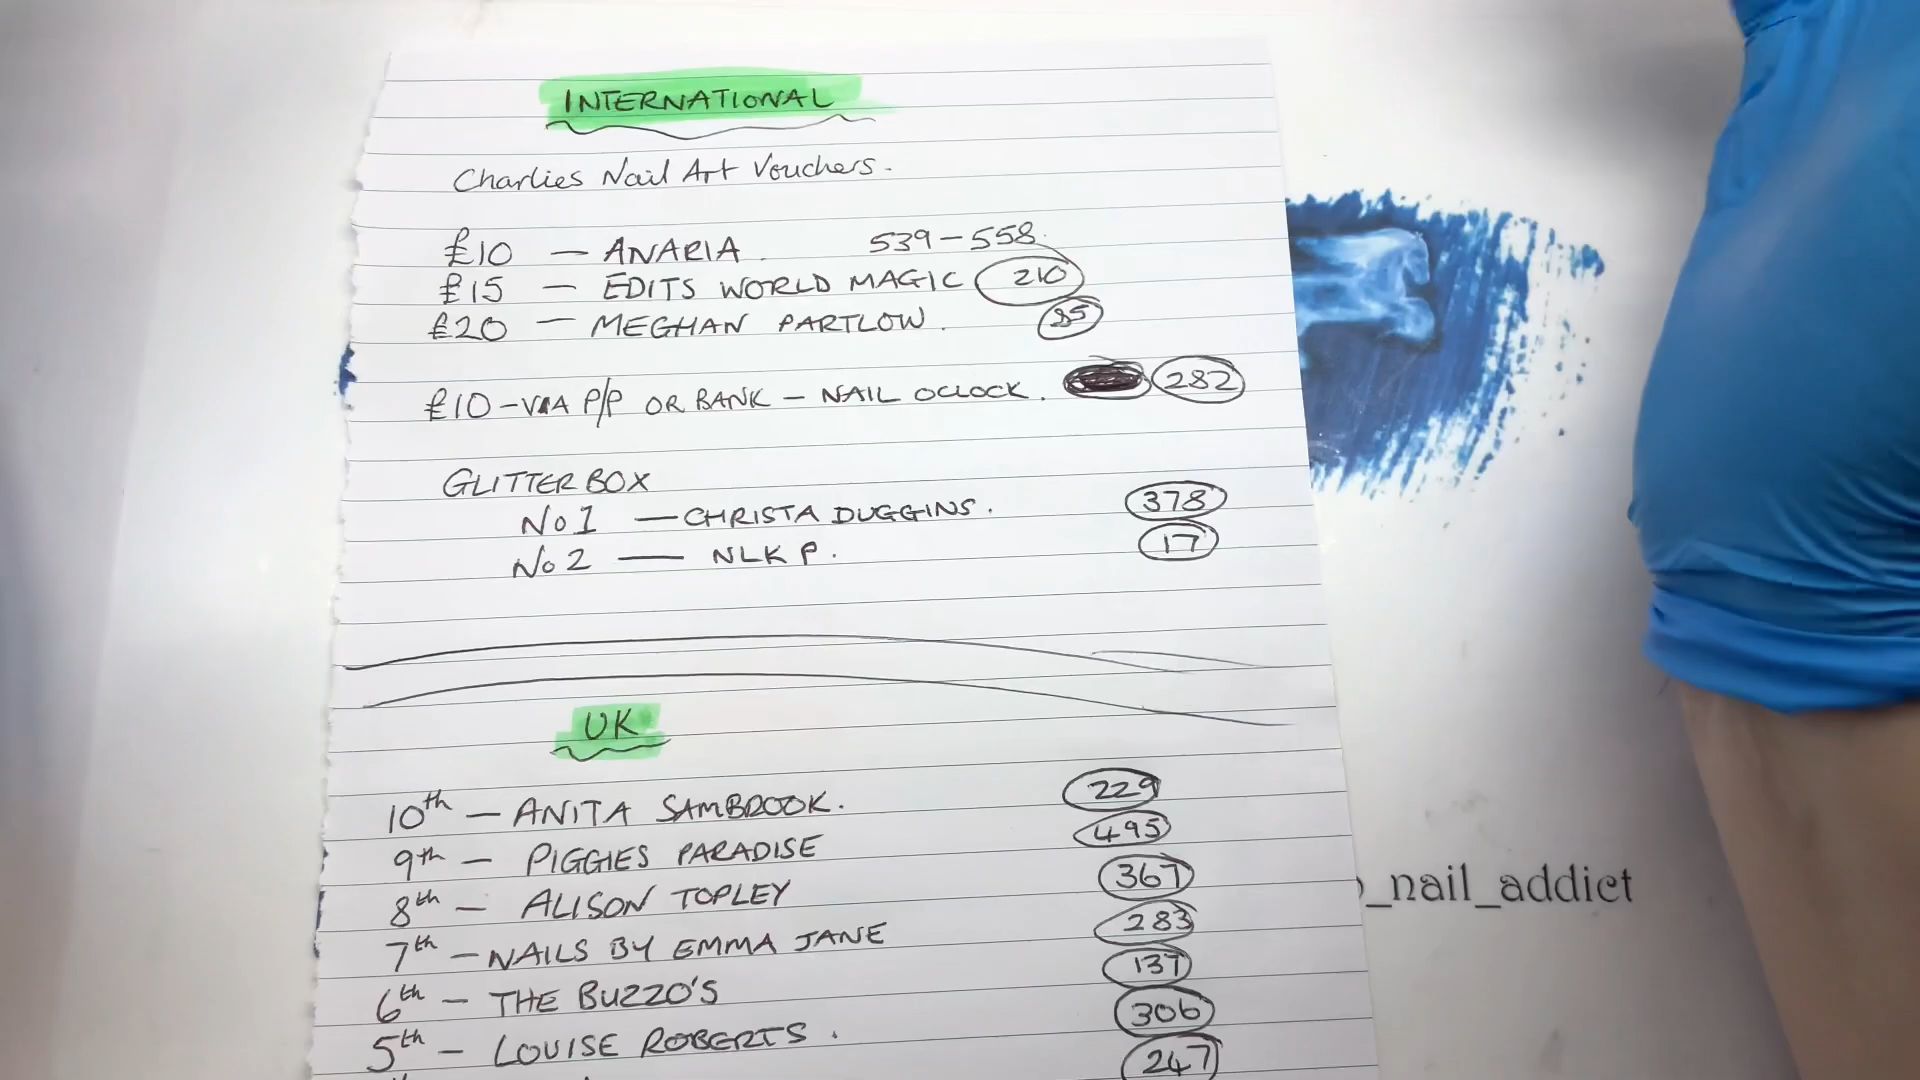 INTERNATIONAL
Charlies Nail Art Vouchers.
£10 — ANARIA. 539-558.
£15 — EDITS WORLD MAGIC 210
£20 — MEGHAN PARTLOW. 85
£10-VIA P/P OR BANK - NAIL OCLOCK. 282
GLITTER BOX
No 1 — CHRISTA DUGGINS. 378
No 2 — NLK P. 17
UK
10th — ANITA SAMBROOK. 229
9th — PIGGIES PARADISE 495
8th — ALISON TOPLEY 367
7th — NAILS BY EMMA JANE 283
6th — THE BUZZO'S 137
5th — LOUISE ROBERTS. 306
247
_nail_addict